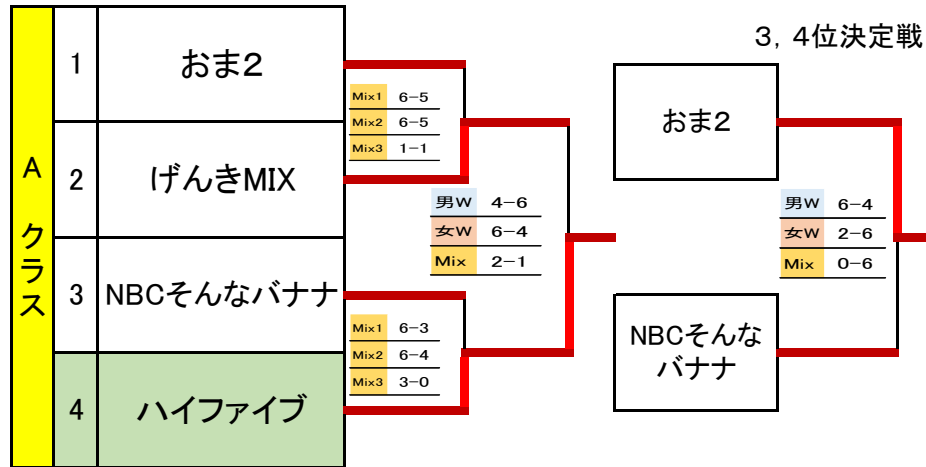 A クラス
1 おま2
2 げんきMIX
3 NBCそんなバナナ
4 ハイファイブ
Mix1 6-5
Mix2 6-5
Mix3 1-1
Mix1 6-3
Mix2 6-4
Mix3 3-0
男W 4-6
女W 6-4
Mix 2-1
3，4位決定戦
おま2
NBCそんな
バナナ
男W 6-4
女W 2-6
Mix 0-6